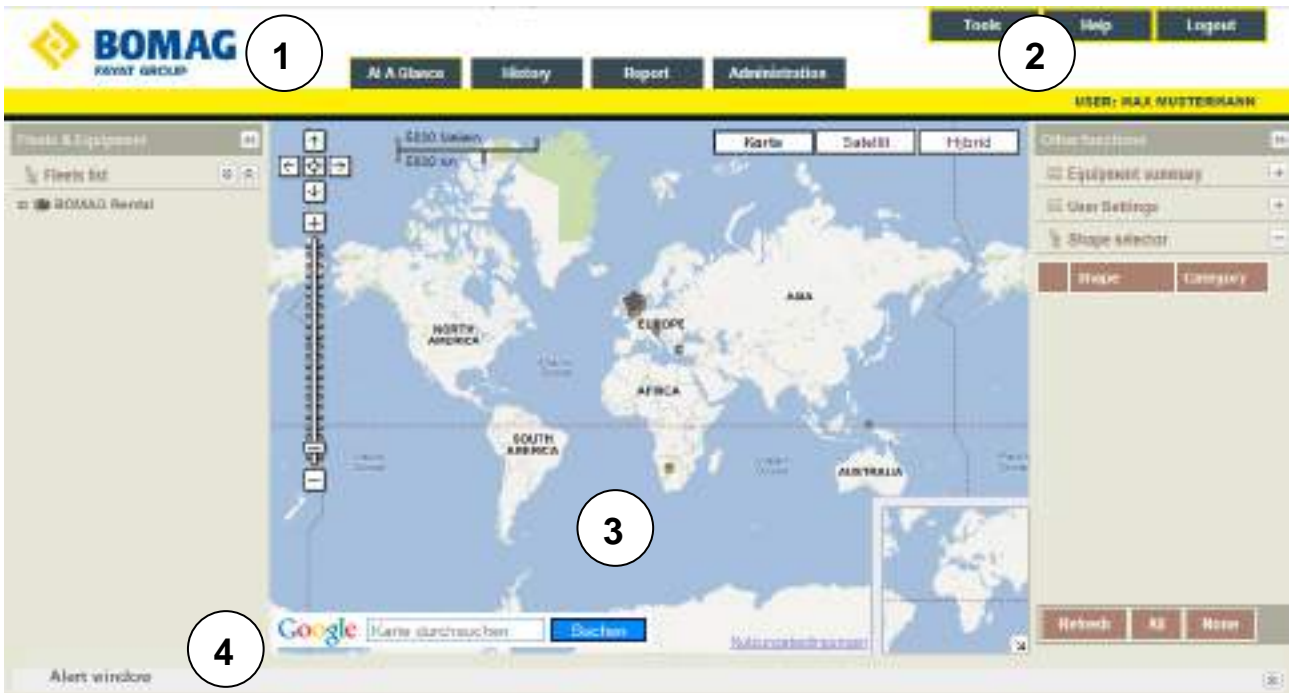 BOMAG
FAYAT GROUP
1
At A Glance
History
Report
Administration
Tools
Help
Logout
2
USER: MAX MUSTERMANN
Fleets & Equipment
Fleets list
BOMAG Rental
Karte
Satellit
Hybrid
NORTH AMERICA
SOUTH AMERICA
EUROPE
AFRICA
ASIA
AUSTRALIA
3
Google
Karte durchsuchen
Suchen
Nutzungsbedingungen
Other functions
Equipment summary
User Settings
Shape selector
Shape
Category
Refresh
All
None
4
Alert window